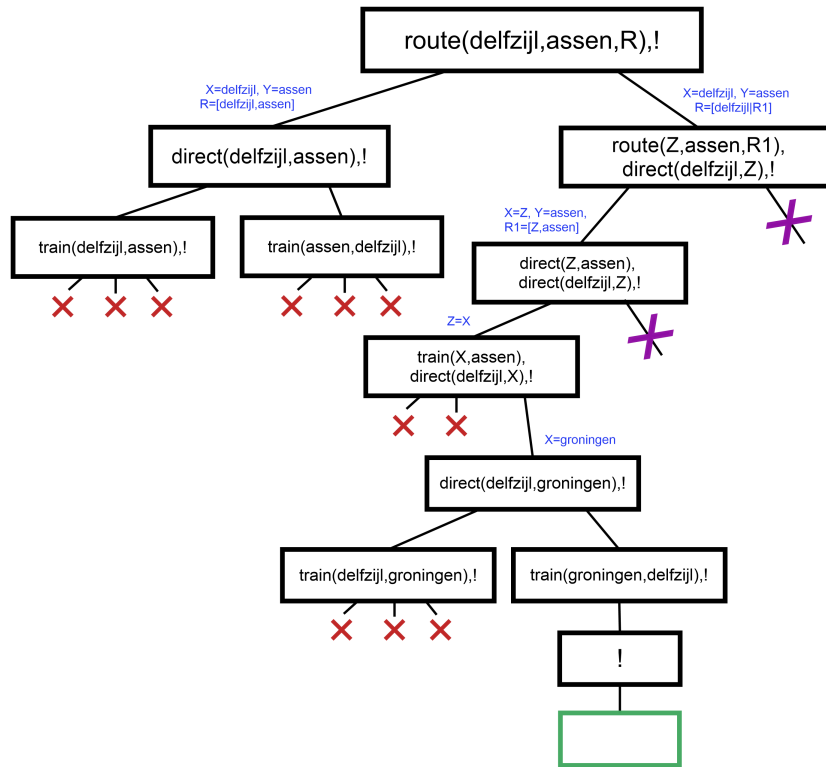 route(delfzijl,assen,R),!
X=delfzijl, Y=assen
R=[delfzijl,assen]
X=delfzijl, Y=assen
R=[delfzijl|R1]
direct(delfzijl,assen),!
route(Z,assen,R1),
direct(delfzijl,Z),!
train(delfzijl,assen),!
train(assen,delfzijl),!
X=Z, Y=assen,
R1=[Z,assen]
direct(Z,assen),
direct(delfzijl,Z),!
Z=X
train(X,assen),
direct(delfzijl,X),!
X=groningen
direct(delfzijl,groningen),!
train(delfzijl,groningen),!
train(groningen,delfzijl),!
!